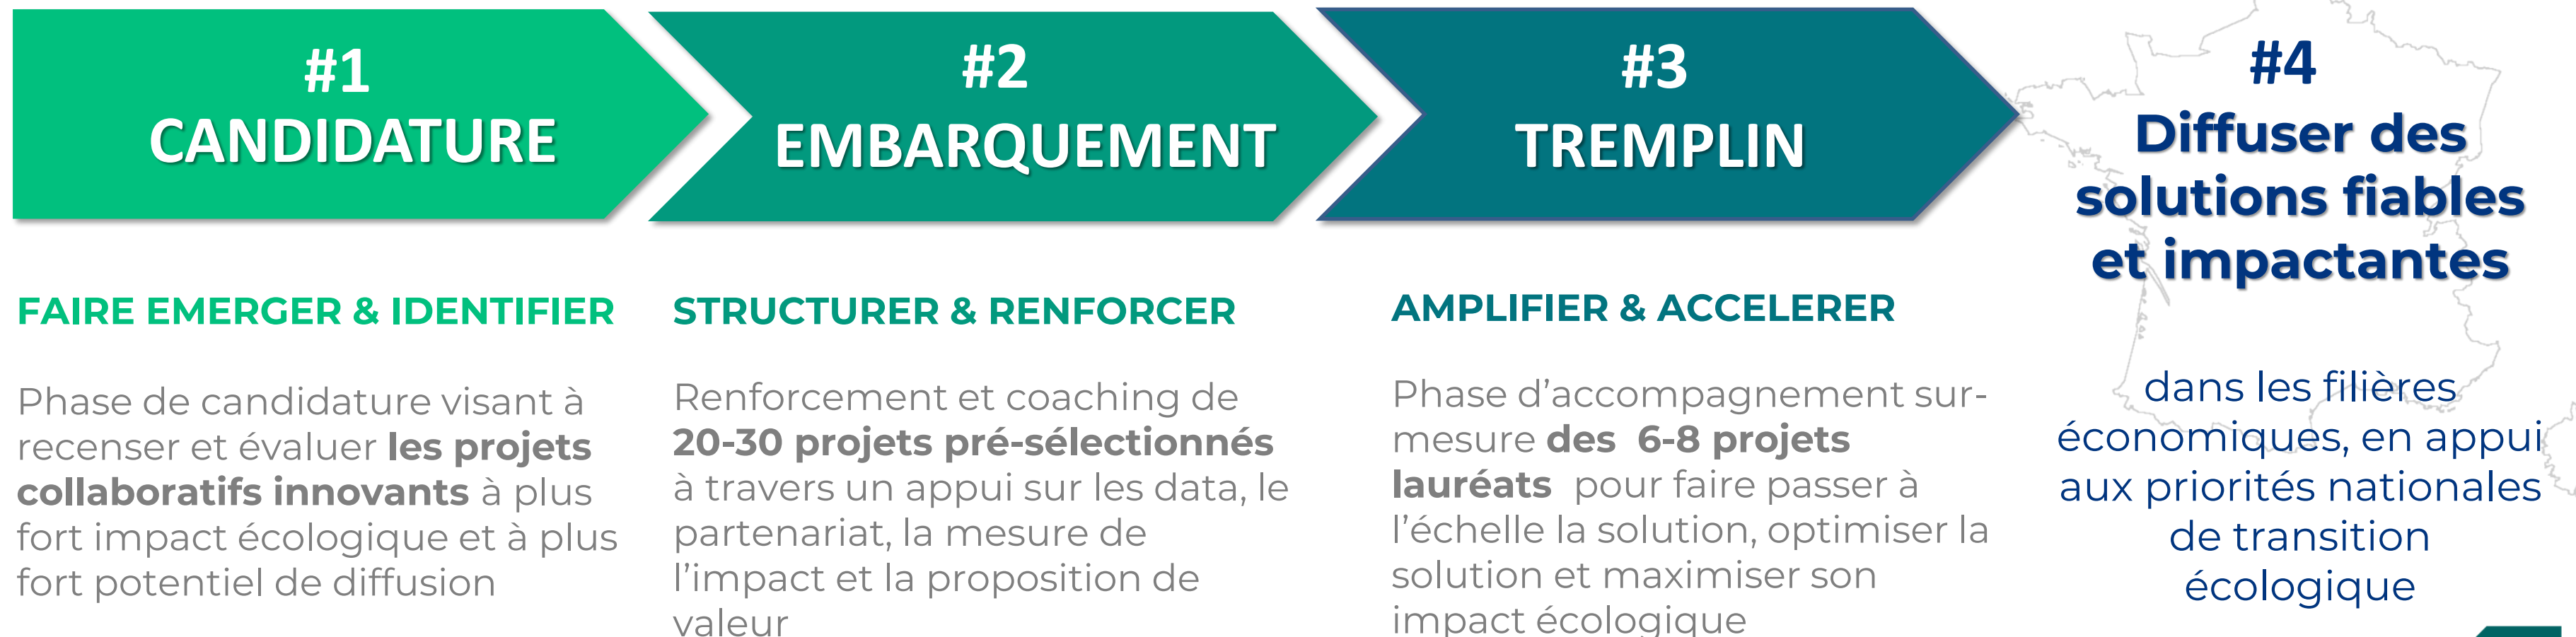 #1
CANDIDATURE
FAIRE EMERGER & IDENTIFIER
Phase de candidature visant à
recenser et évaluer les projets
collaboratifs innovants à plus
fort impact écologique et à plus
fort potentiel de diffusion
#2
EMBARQUEMENT
STRUCTURER & RENFORCER
Renforcement et coaching de
20-30 projets pré-sélectionnés
à travers un appui sur les data, le
partenariat, la mesure de
l’impact et la proposition de
valeur
#3
TREMPLIN
AMPLIFIER & ACCELERER
Phase d’accompagnement sur-
mesure des 6-8 projets
lauréats pour faire passer à
l’échelle la solution, optimiser la
solution et maximiser son
impact écologique
#4
Diffuser des
solutions fiables
et impactantes
dans les filières
économiques, en appui
aux priorités nationales
de transition
écologique